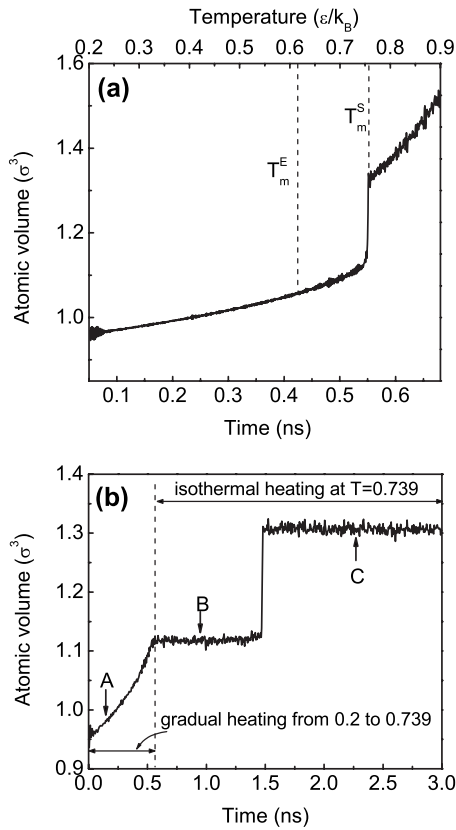 Temperature (ε/k_B)
0.2 0.3 0.4 0.5 0.6 0.7 0.8 0.9
(a)
1.6
1.4
1.2
1.0
Atomic volume (σ³)
T_m^E
T_m^S
0.1 0.2 0.3 0.4 0.5 0.6
Time (ns)
(b)
1.4
1.3
1.2
1.1
1.0
0.9
Atomic volume (σ³)
isothermal heating at T=0.739
A
B
C
gradual heating from 0.2 to 0.739
0.0 0.5 1.0 1.5 2.0 2.5 3.0
Time (ns)